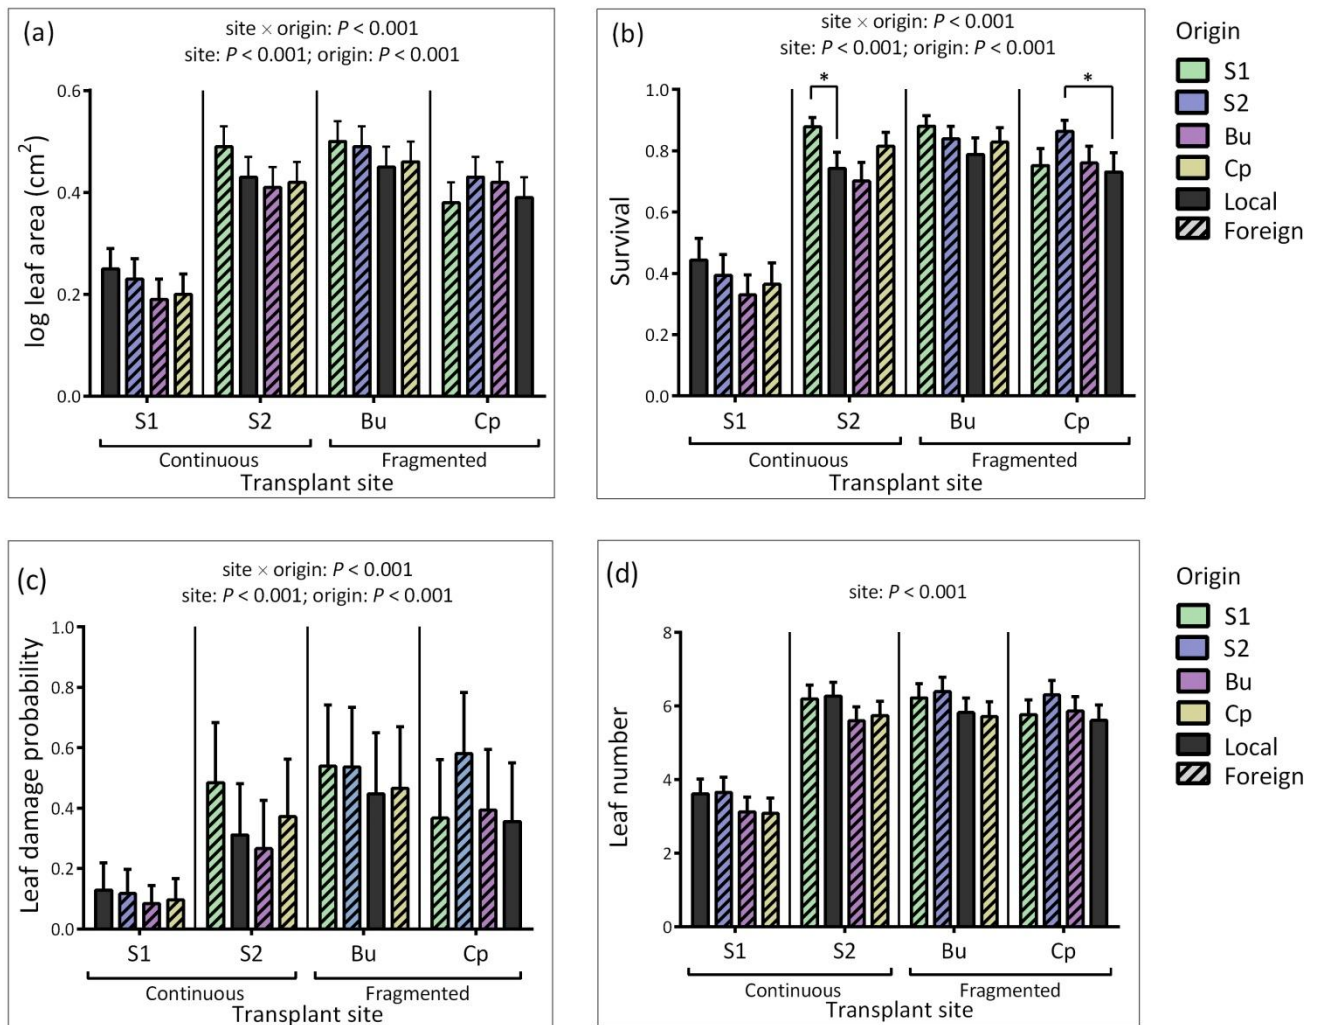 (a)
site × origin: P < 0.001
site: P < 0.001; origin: P < 0.001
log leaf area (cm²)
0.6
0.4
0.2
0.0
S1 S2 Bu Cp
Continuous Fragmented
Transplant site
(b)
site × origin: P < 0.001
site: P < 0.001; origin: P < 0.001
* *
Survival
1.0
0.8
0.6
0.4
0.2
0.0
S1 S2 Bu Cp
Continuous Fragmented
Transplant site
Origin
S1
S2
Bu
Cp
Local
Foreign
(c)
site × origin: P < 0.001
site: P < 0.001; origin: P < 0.001
Leaf damage probability
1.0
0.8
0.6
0.4
0.2
0.0
S1 S2 Bu Cp
Continuous Fragmented
Transplant site
(d)
site: P < 0.001
Leaf number
8
6
4
2
0
S1 S2 Bu Cp
Continuous Fragmented
Transplant site
Origin
S1
S2
Bu
Cp
Local
Foreign